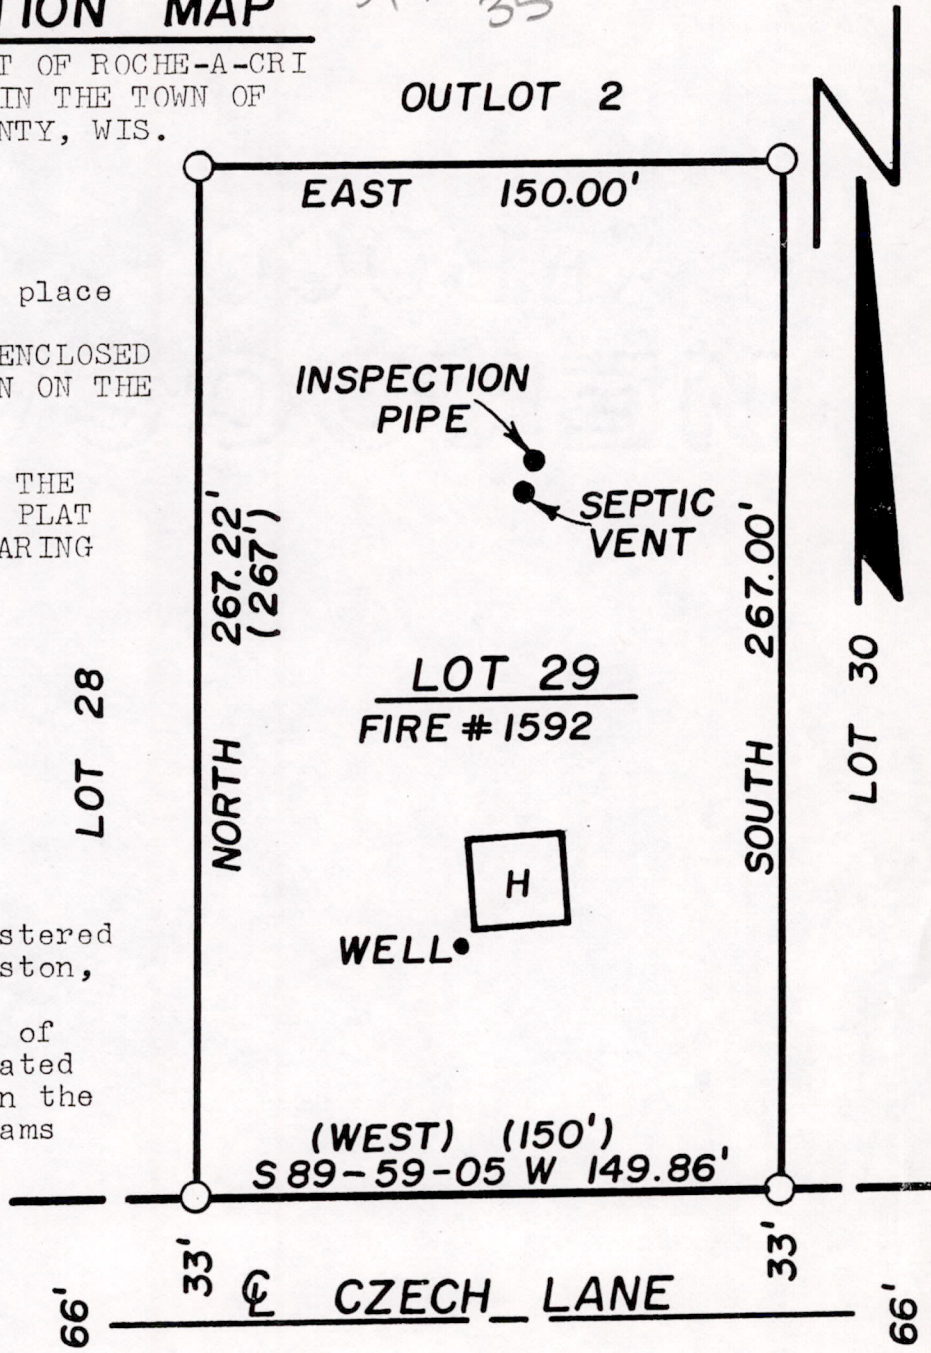 TION MAP
35
T OF ROCHE-A-CRI
IN THE TOWN OF
NTY, WIS.
OUTLOT 2
N
EAST 150.00'
place
ENCLOSED
N ON THE
INSPECTION
PIPE
SEPTIC
VENT
THE
PLAT
ARING
NORTH 267.22'
(267')
SOUTH 267.00'
LOT 28
LOT 29
FIRE # 1592
LOT 30
H
WELL
stered
ston,
of
ated
n the
ams
(WEST) (150')
S 89-59-05 W 149.86'
33'
33'
66'
℄ CZECH LANE
66'